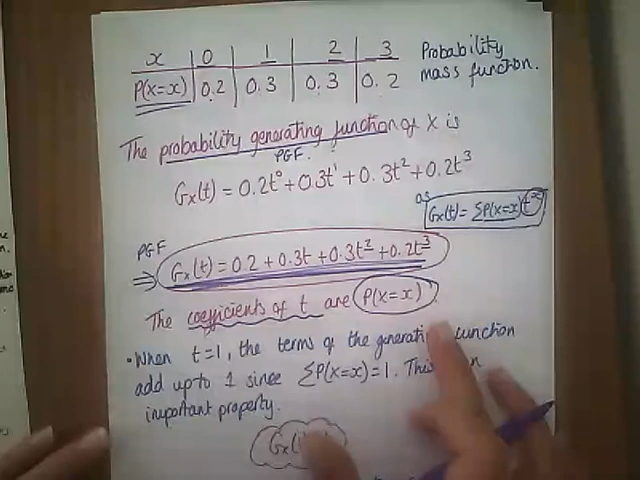 x 0 1 2 3
P(X=x) 0.2 0.3 0.3 0.2
Probability
mass function.
The probability generating function of X is
PGF.
Gx(t) = 0.2t⁰ + 0.3t¹ + 0.3t² + 0.2t³
as
Gx(t) = ΣP(X=x)tˣ
PGF
⇒ Gx(t) = 0.2 + 0.3t + 0.3t² + 0.2t³
The coefficients of t are P(X=x).
• When t=1, the terms of the function
add up to 1 since ΣP(X=x)=1. This
important property.